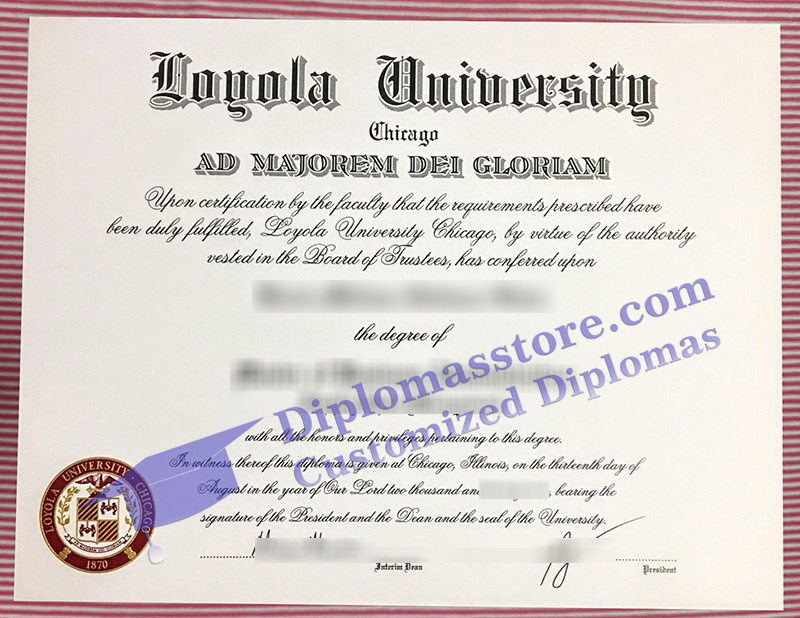 Loyola University
Chicago
AD MAJOREM DEI GLORIAM
Upon certification by the faculty that the requirements prescribed have
been duly fulfilled, Loyola University Chicago, by virtue of the authority
vested in the Board of Trustees, has conferred upon
the degree of
Diplomasstore.com
Customized Diplomas
with all the honors and privileges pertaining to this degree.
In witness thereof this diploma is given at Chicago, Illinois, on the thirteenth day of
August in the year of Our Lord two thousand an bearing the
signature of the President and the Dean and the seal of the University.
LOYOLA UNIVERSITY · CHICAGO
1870
Interim Dean
President